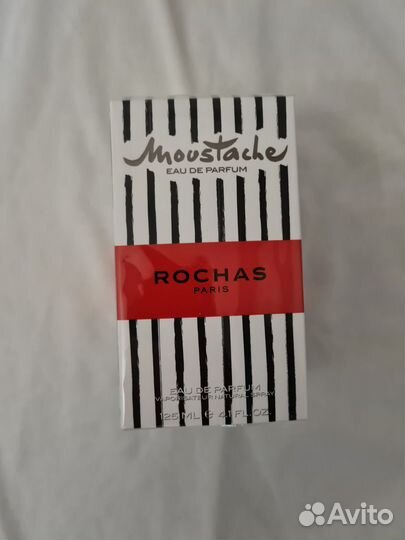 Moustache
EAU DE PARFUM
ROCHAS
PARIS
EAU DE PARFUM
VAPORISATEUR NATURAL SPRAY
125 ML ℮ 4.1 FL.OZ.
Avito